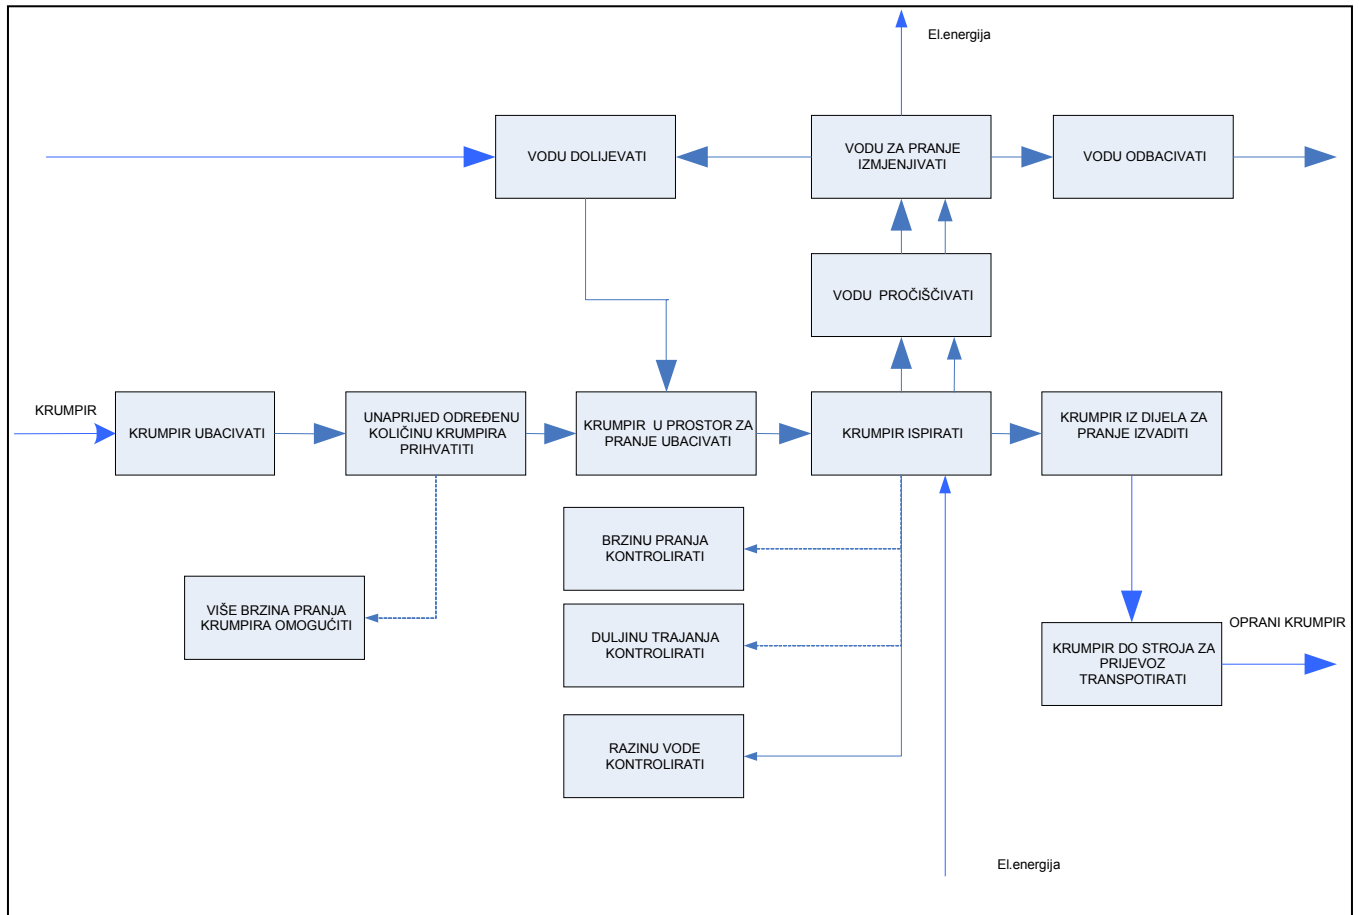 El.energija
VODU DOLIJEVATI
VODU ZA PRANJE
IZMJENJIVATI
VODU ODBACIVATI
VODU PROČIŠČIVATI
KRUMPIR
KRUMPIR UBACIVATI
UNAPRIJED ODREĐENU
KOLIČINU KRUMPIRA
PRIHVATITI
KRUMPIR U PROSTOR ZA
PRANJE UBACIVATI
KRUMPIR ISPIRATI
KRUMPIR IZ DIJELA ZA
PRANJE IZVADITI
BRZINU PRANJA
KONTROLIRATI
VIŠE BRZINA PRANJA
KRUMPIRA OMOGUĆITI
DULJINU TRAJANJA
KONTROLIRATI
OPRANI KRUMPIR
KRUMPIR DO STROJA ZA
PRIJEVOZ
TRANSPOTIRATI
RAZINU VODE
KONTROLIRATI
El.energija